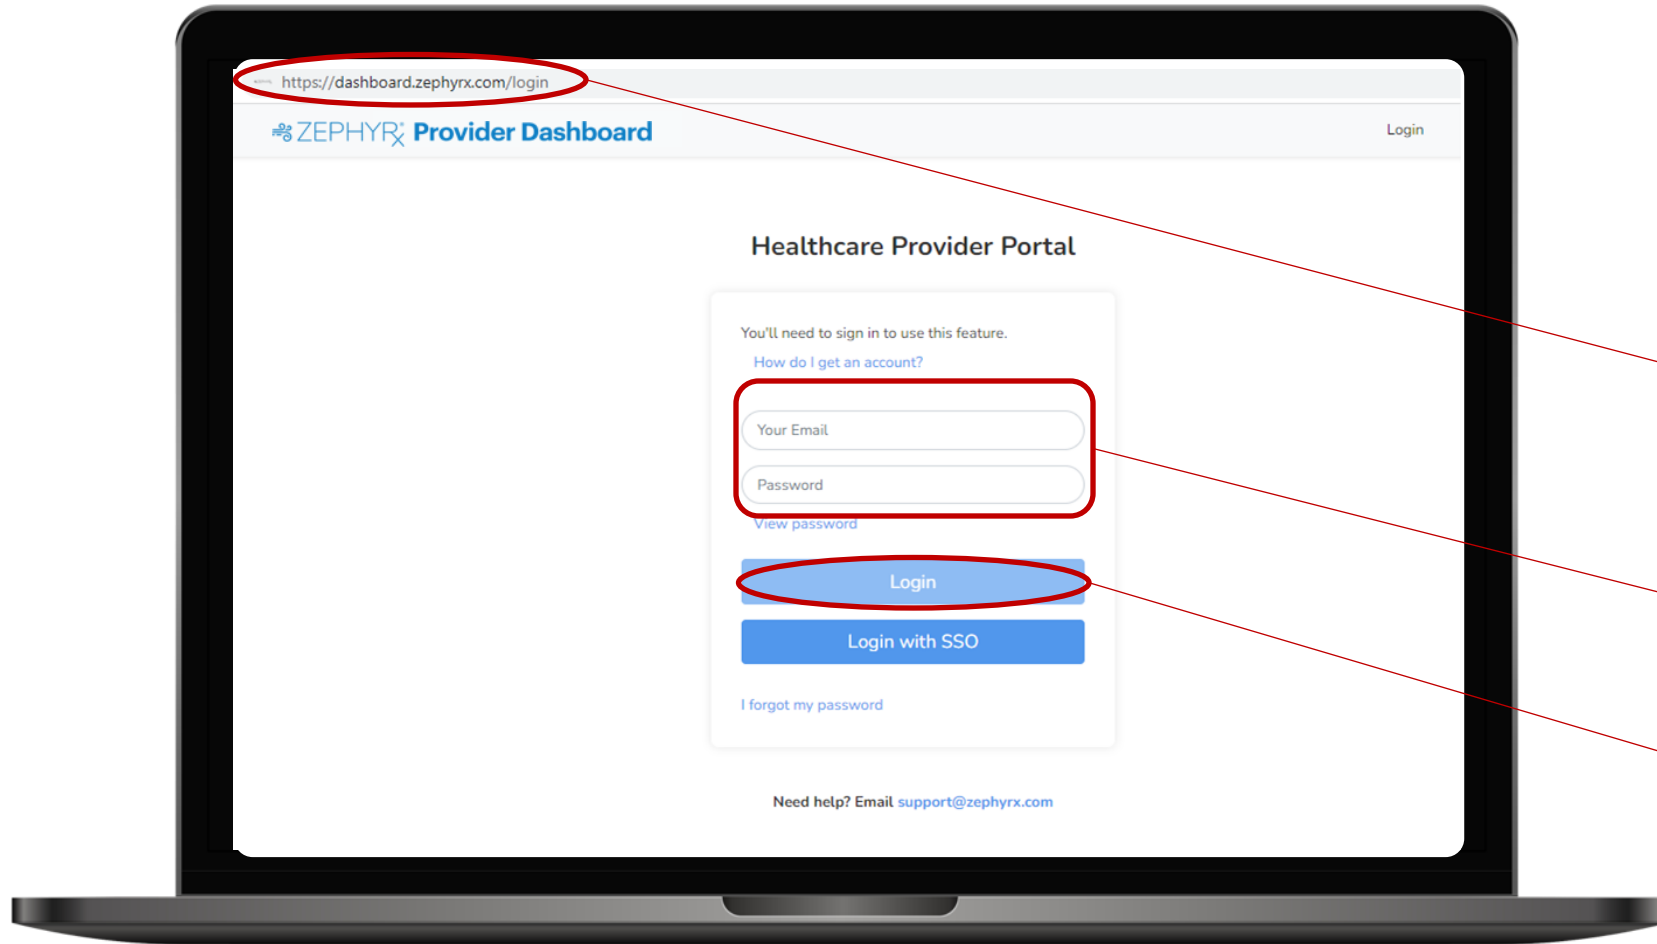 https://dashboard.zephyrx.com/login
ZEPHYRx Provider Dashboard
Login
Healthcare Provider Portal
You'll need to sign in to use this feature.
How do I get an account?
Your Email
Password
View password
Login
Login with SSO
I forgot my password
Need help? Email support@zephyrx.com